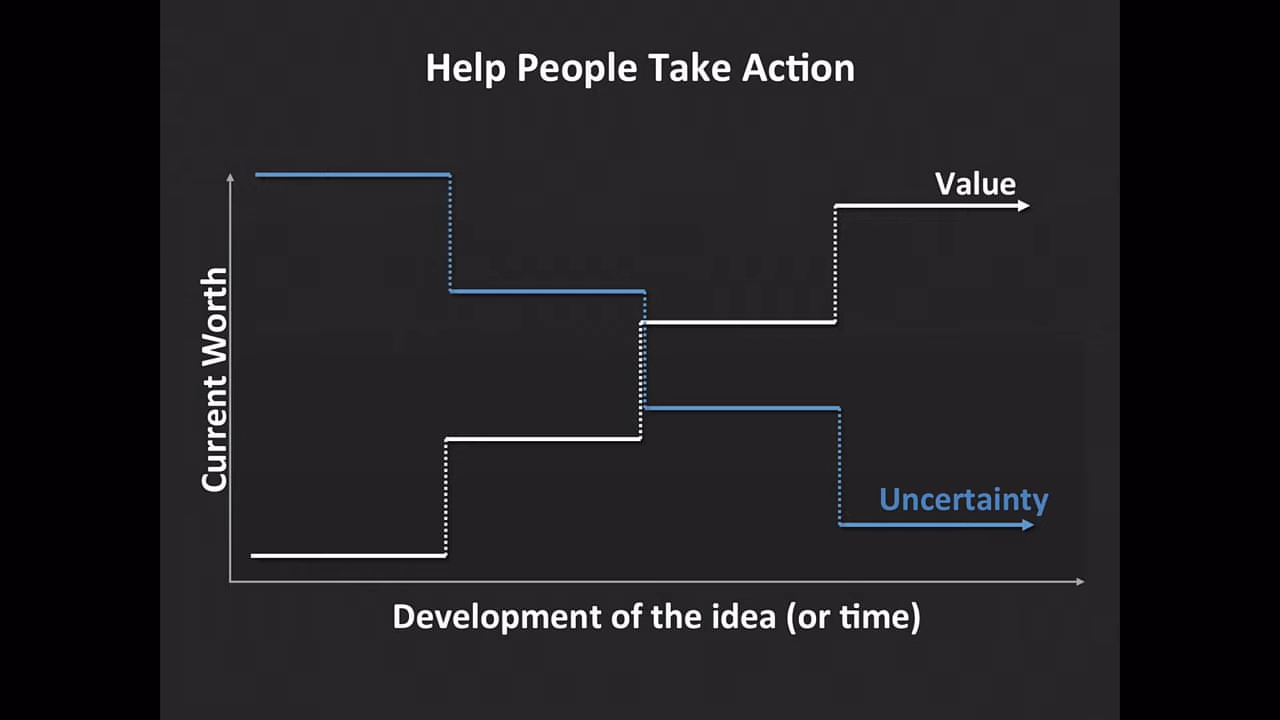 Help People Take Action
Value
Current Worth
Uncertainty
Development of the idea (or time)